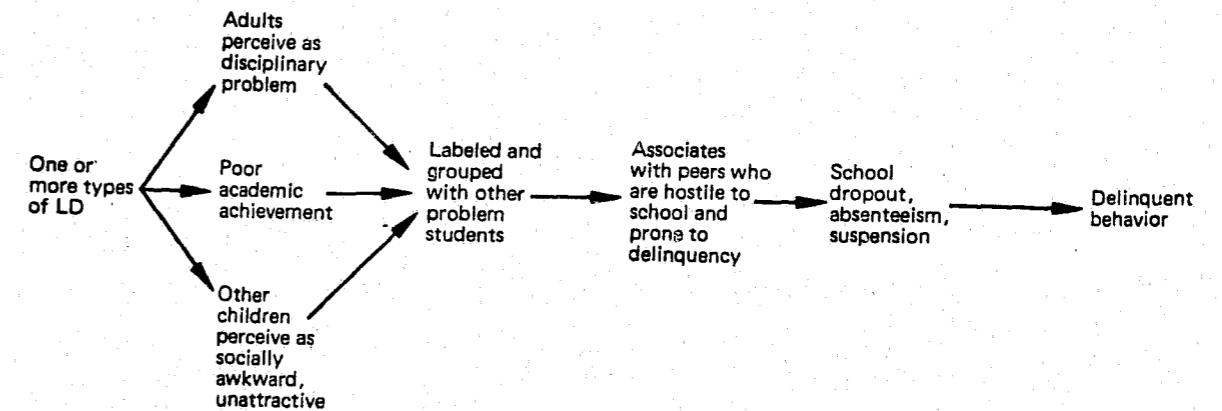 Adults
perceive as
disciplinary
problem
One or
more types
of LD
Poor
academic
achievement
Other
children
perceive as
socially
awkward,
unattractive
Labeled and
grouped
with other
problem
students
Associates
with peers who
are hostile to
school and
prone to
delinquency
School
dropout,
absenteeism,
suspension
Delinquent
behavior